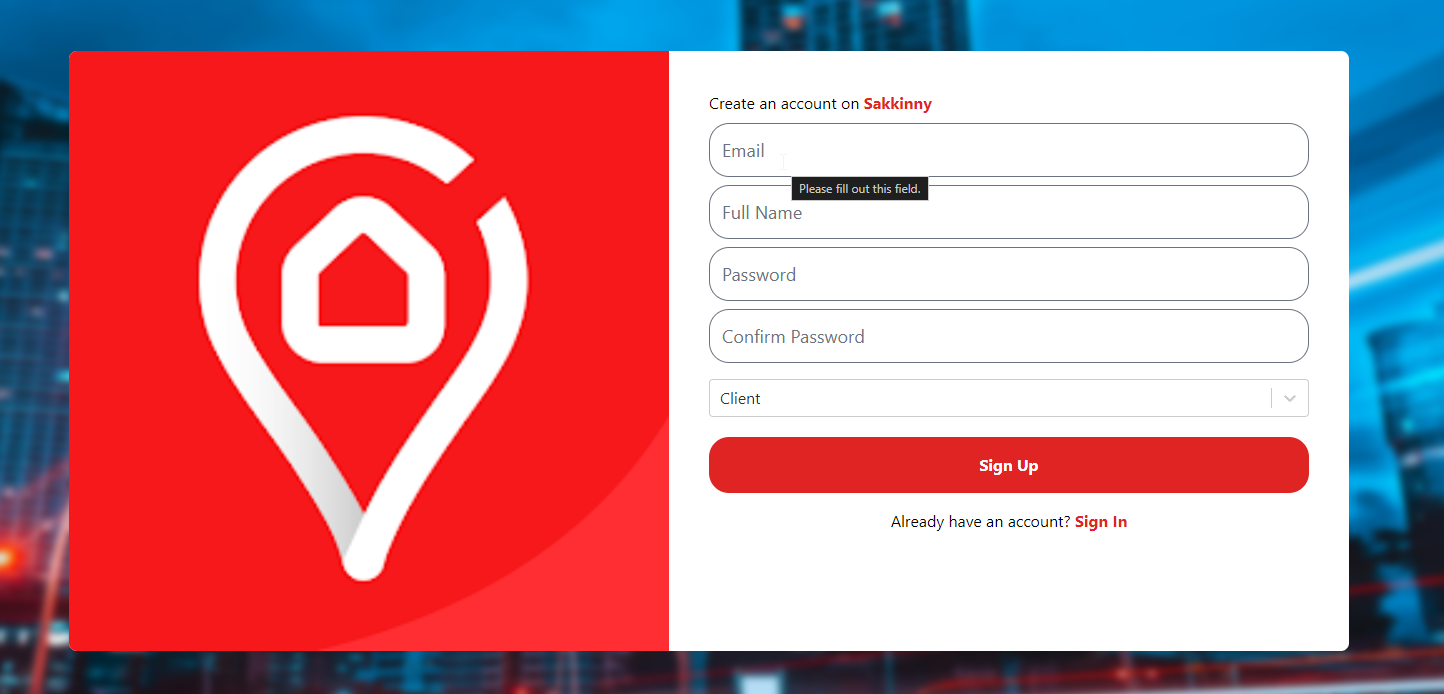 Create an account on Sakkinny
Email
Please fill out this field.
Full Name
Password
Confirm Password
Client
Sign Up
Already have an account? Sign In